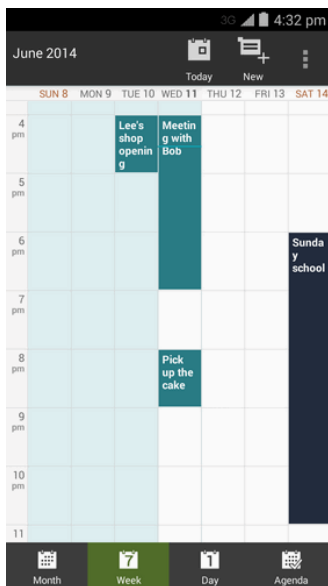 3G 4:32 pm
June 2014
Today
New
SUN 8 MON 9 TUE 10 WED 11 THU 12 FRI 13 SAT 14
4
pm
Lee's
shop
openin
g
Meetin
g with
Bob
5
pm
6
pm
Sunda
y
school
7
pm
8
pm
Pick
up the
cake
9
pm
10
pm
11
7
1
Month Week Day Agenda